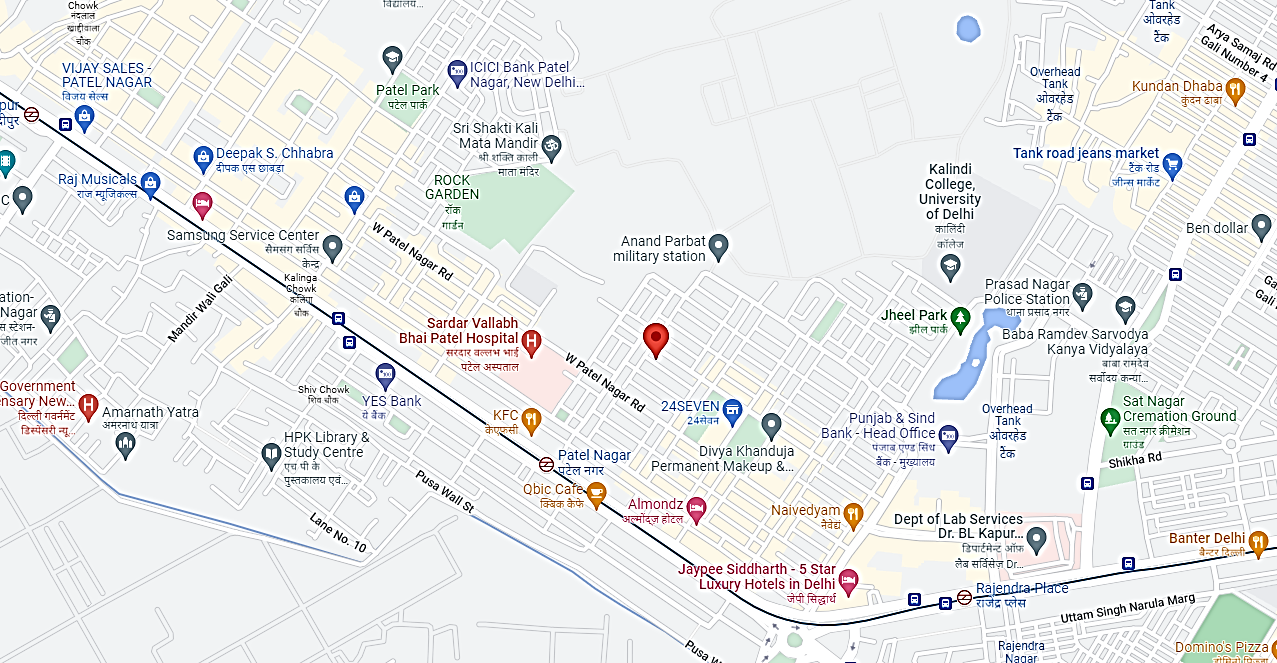 Chowk
नंदलाल
खाद्दीवाला
चौक
विद्यालय...
Tank
ओवरहेड
टैंक
Arya Samaj Rd
Gali Number 4
VIJAY SALES -
PATEL NAGAR
विजय सेल्स
ICICI Bank Patel
Nagar, New Delhi...
Patel Park
पटेल पार्क
Overhead
Tank
ओवरहेड
टैंक
Kundan Dhaba
कुंदन ढाबा
Sri Shakti Kali
Mata Mandir
श्री शक्ति काली
माता मंदिर
Deepak S. Chhabra
दीपक एस छाबड़ा
Tank road jeans market
टैंक रोड
जीन्स मार्केट
Raj Musicals
राज म्यूजिकल्स
ROCK
GARDEN
रॉक
गार्डन
Kalindi
College,
University
of Delhi
कालिंदी
कॉलेज
Samsung Service Center
सैमसंग सर्विस
केन्द्र
W Patel Nagar Rd
Anand Parbat
military station
Ben dollar
Kalinga
Chowk
कलिंगा
चौक
Mandir Wali Gali
Prasad Nagar
Police Station
थाना प्रसाद नगर
Jheel Park
झील पार्क
Baba Ramdev Sarvodya
Kanya Vidyalaya
बाबा रामदेव
सर्वोदय कन्या...
Sardar Vallabh
Bhai Patel Hospital
सरदार वल्लभ भाई
पटेल अस्पताल
W Patel Nagar Rd
Government
ensary New...
दिल्ली गवर्नमेंट
डिस्पेंसरी न्यू...
Shiv Chowk
शिव चौक
YES Bank
ये बैंक
Amarnath Yatra
अमरनाथ यात्रा
KFC
केएफसी
24SEVEN
24सेवन
Punjab & Sind
Bank - Head Office
पंजाब एण्ड सिंध
बैंक - मुख्यालय
Overhead
Tank
ओवरहेड
टैंक
Sat Nagar
Cremation Ground
सत नगर क्रीमेशन
ग्राउंड
HPK Library &
Study Centre
एच पी के
पुस्तकालय एवं...
Patel Nagar
पटेल नगर
Divya Khanduja
Permanent Makeup &...
Shikha Rd
Pusa Wall St
Qbic Cafe
क्विक कैफे
Almondz
अल्मोंदज़ होटल
Naivedyam
नैवेद्य
Lane No. 10
Dept of Lab Services
Dr. BL Kapur...
डिपार्टमेंट ऑफ़
लैब सर्विसेज़ Dr...
Banter Delhi
बैन्टर दिल्ली
Jaypee Siddharth - 5 Star
Luxury Hotels in Delhi
जेपी सिद्धार्थ
Rajendra Place
राजेंद्र प्लेस
Uttam Singh Narula Marg
Rajendra
Nagar
Domino's Pizza